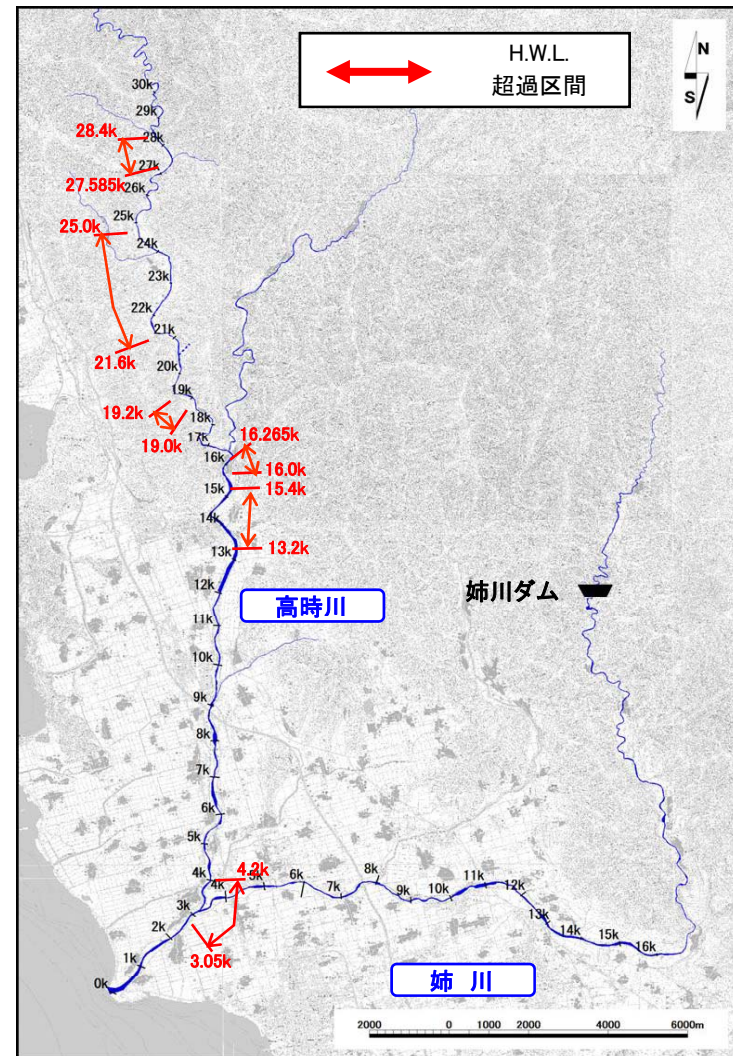 H.W.L.
超過区間
N
S
30k
29k
28.4k
28k
27k
27.585k
26k
25k
25.0k
24k
23k
22k
21k
21.6k
20k
19k
19.2k
18k
19.0k
17k
16.265k
16k
16.0k
15k
15.4k
14k
13k
13.2k
12k
姉川ダム
高時川
11k
10k
9k
8k
7k
6k
5k
4k
4.2k
4k
5k
6k
7k
8k
9k
10k
11k
12k
13k
14k
15k
16k
3k
2k
3.05k
1k
0k
姉 川
2000
0
1000
2000
4000
6000m